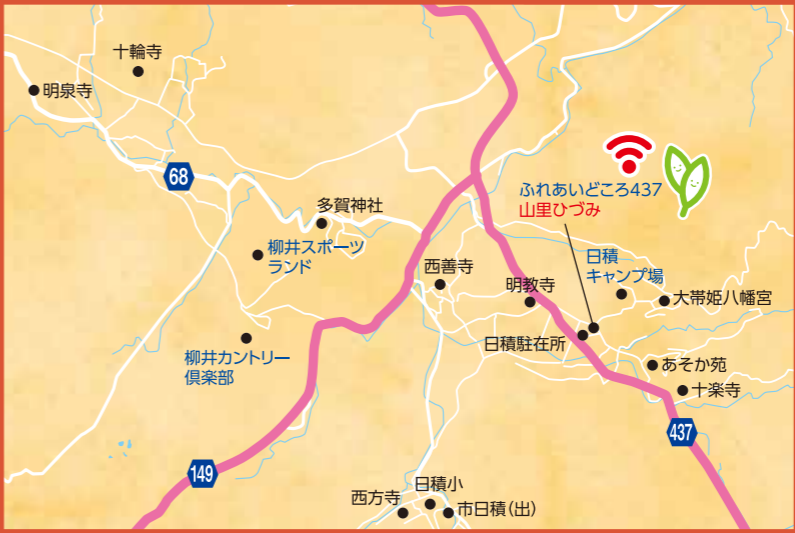 十輪寺
明泉寺
68
多賀神社
柳井スポーツ
ランド
柳井カントリー
倶楽部
149
西善寺
明教寺
ふれあいどころ437
山里ひづみ
日積
キャンプ場
大帯姫八幡宮
日積駐在所
あそか苑
十楽寺
437
日積小
西方寺
市日積(出)